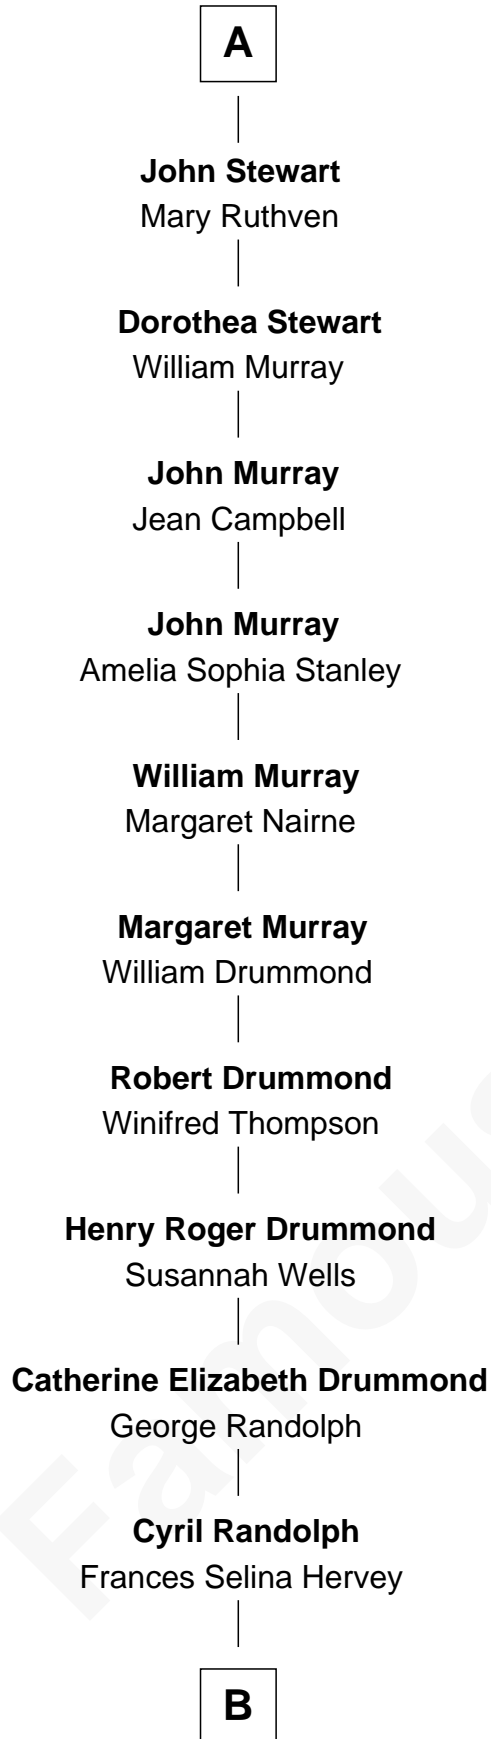 A
John Stewart
Mary Ruthven
Dorothea Stewart
William Murray
John Murray
Jean Campbell
John Murray
Amelia Sophia Stanley
William Murray
Margaret Nairne
Margaret Murray
William Drummond
Robert Drummond
Winifred Thompson
Henry Roger Drummond
Susannah Wells
Catherine Elizabeth Drummond
George Randolph
Cyril Randolph
Frances Selina Hervey
B
Famous